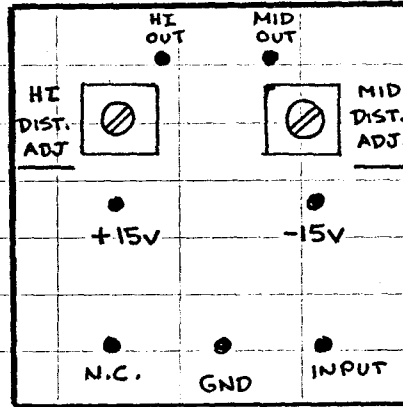 HI
OUT
MID
OUT
HI
DIST.
ADJ
MID
DIST.
ADJ
+15V
-15V
N.C.
GND
INPUT